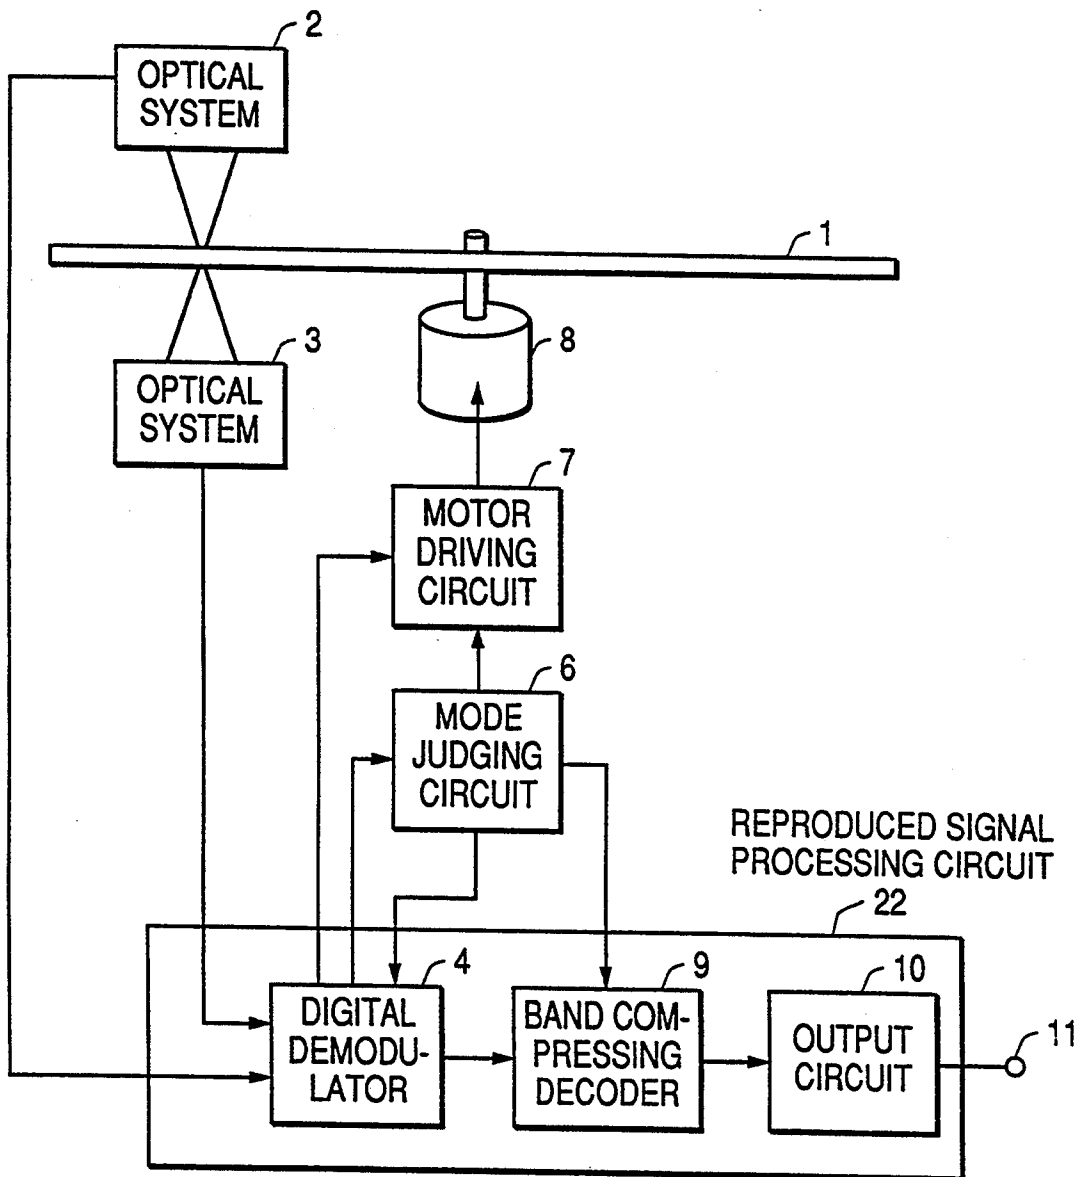 2
OPTICAL
SYSTEM
1
3
OPTICAL
SYSTEM
8
7
MOTOR
DRIVING
CIRCUIT
6
MODE
JUDGING
CIRCUIT
REPRODUCED SIGNAL
PROCESSING CIRCUIT
22
4
DIGITAL
DEMODU-
LATOR
9
BAND COM-
PRESSING
DECODER
10
OUTPUT
CIRCUIT
11